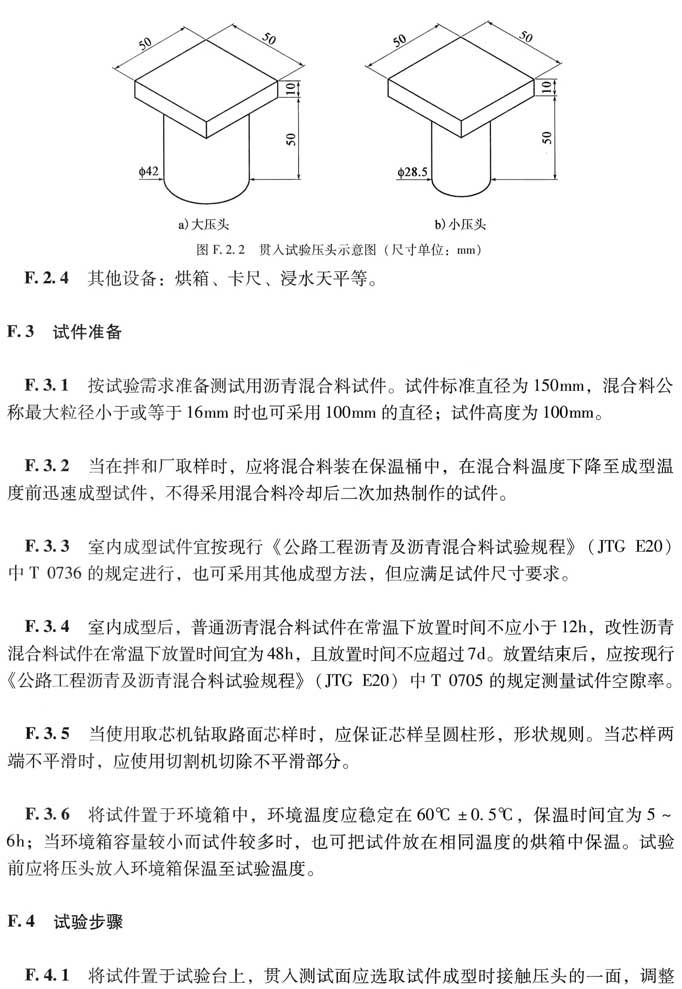 50 50 50 50
10 10
50 50
ϕ42 ϕ28.5
a)大压头 b)小压头
图 F.2.2 贯入试验压头示意图（尺寸单位：mm）
F.2.4 其他设备：烘箱、卡尺、浸水天平等。
F.3 试件准备
F.3.1 按试验需求准备测试用沥青混合料试件。试件标准直径为 150mm，混合料公
称最大粒径小于或等于 16mm 时也可采用 100mm 的直径；试件高度为 100mm。
F.3.2 当在拌和厂取样时，应将混合料装在保温桶中，在混合料温度下降至成型温
度前迅速成型试件，不得采用混合料冷却后二次加热制作的试件。
F.3.3 室内成型试件宜按现行《公路工程沥青及沥青混合料试验规程》（JTG E20）
中 T 0736 的规定进行，也可采用其他成型方法，但应满足试件尺寸要求。
F.3.4 室内成型后，普通沥青混合料试件在常温下放置时间不应小于 12h，改性沥青
混合料试件在常温下放置时间宜为 48h，且放置时间不应超过 7d。放置结束后，应按现行
《公路工程沥青及沥青混合料试验规程》（JTG E20）中 T 0705 的规定测量试件空隙率。
F.3.5 当使用取芯机钻取路面芯样时，应保证芯样呈圆柱形，形状规则。当芯样两
端不平滑时，应使用切割机切除不平滑部分。
F.3.6 将试件置于环境箱中，环境温度应稳定在 60℃ ±0.5℃，保温时间宜为 5 ~
6h；当环境箱容量较小而试件较多时，也可把试件放在相同温度的烘箱中保温。试验
前应将压头放入环境箱保温至试验温度。
F.4 试验步骤
F.4.1 将试件置于试验台上，贯入测试面应选取试件成型时接触压头的一面，调整